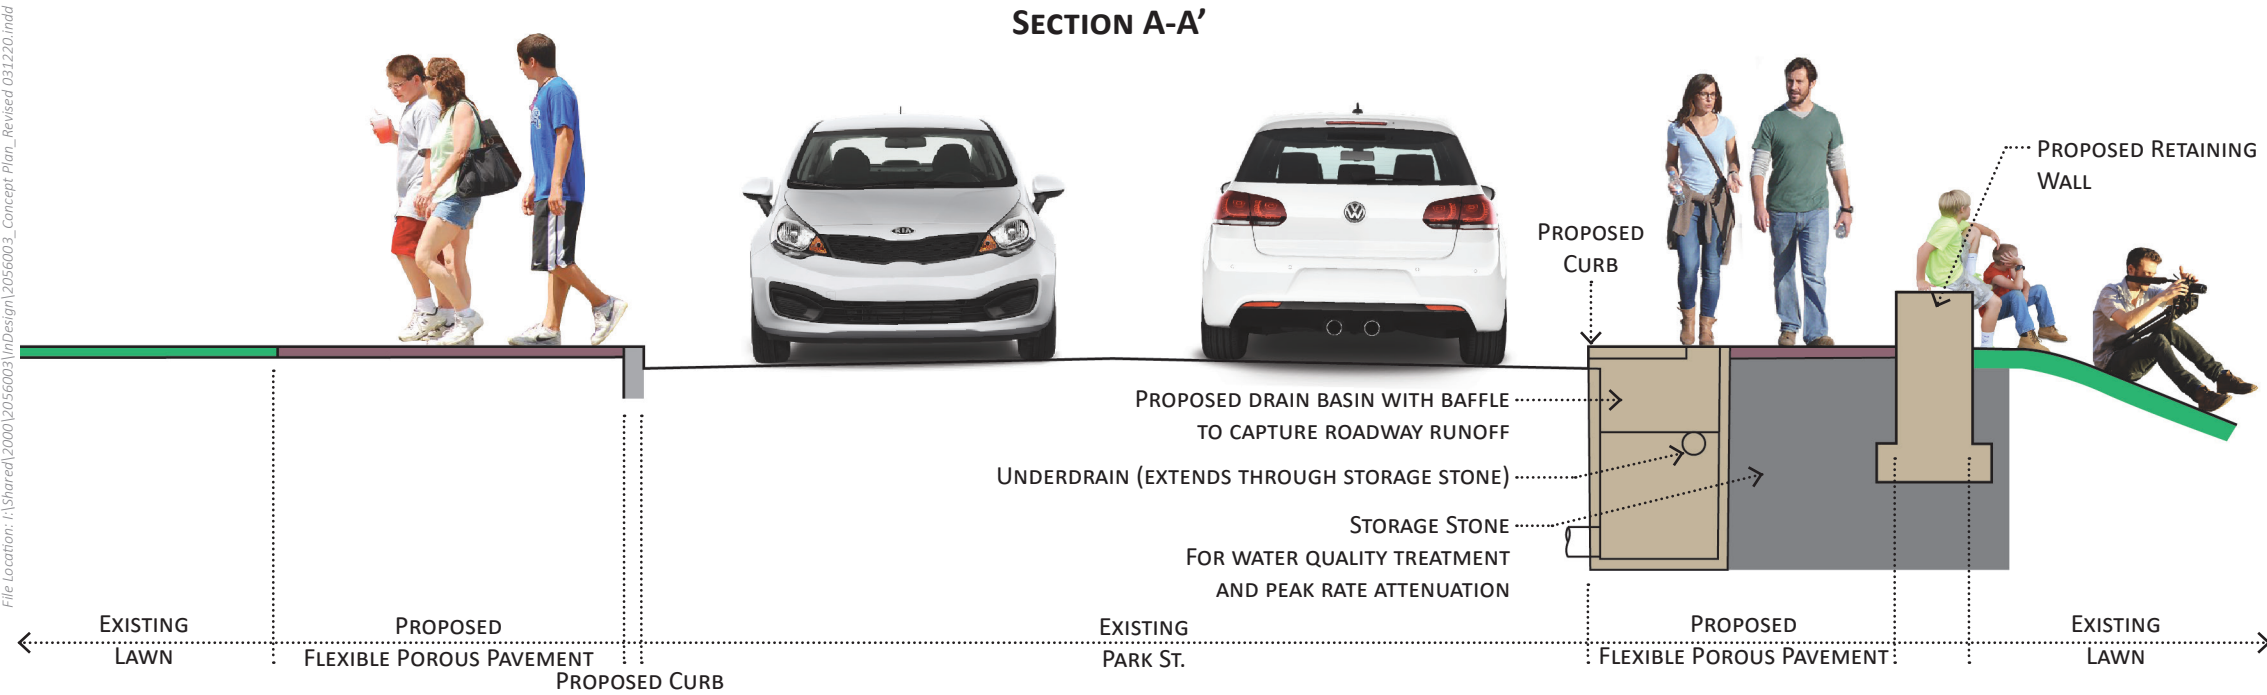 SECTION A-A’
File Location: I:\Shared\2000\2056003\InDesign\2056003_Concept Plan_Revised 031220.indd
PROPOSED RETAINING
WALL
PROPOSED
CURB
KIA
PROPOSED DRAIN BASIN WITH BAFFLE
TO CAPTURE ROADWAY RUNOFF
UNDERDRAIN (EXTENDS THROUGH STORAGE STONE)
STORAGE STONE
FOR WATER QUALITY TREATMENT
AND PEAK RATE ATTENUATION
EXISTING
LAWN
PROPOSED
FLEXIBLE POROUS PAVEMENT
PROPOSED CURB
EXISTING
PARK ST.
PROPOSED
FLEXIBLE POROUS PAVEMENT
EXISTING
LAWN